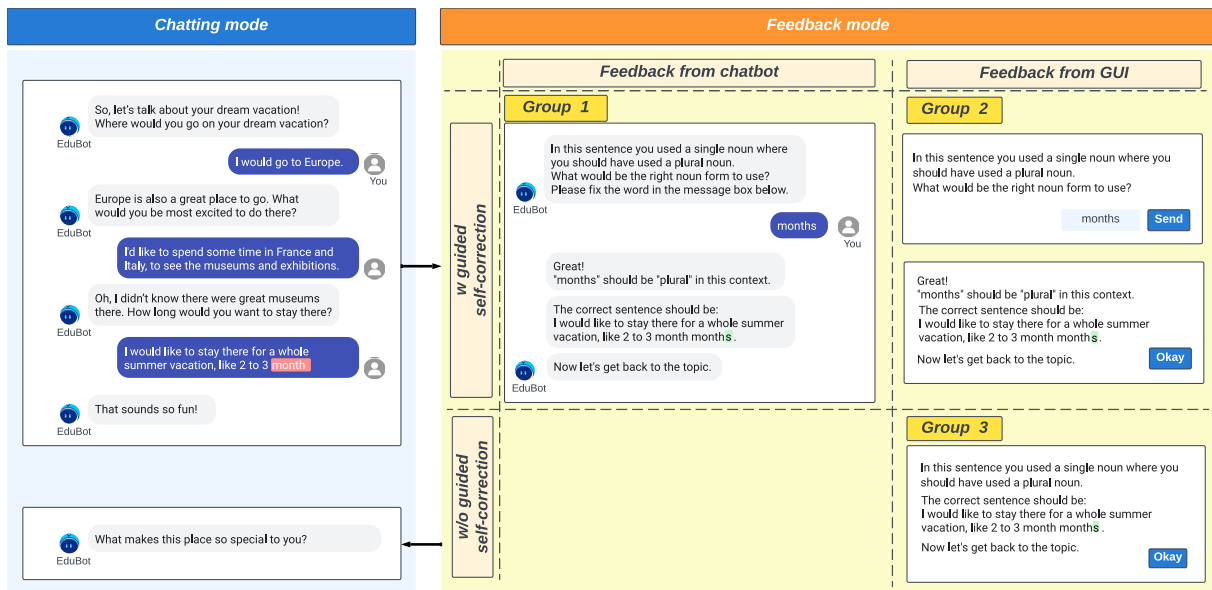 Chatting mode
So, let's talk about your dream vacation!
Where would you go on your dream vacation?
EduBot
I would go to Europe.
You
Europe is also a great place to go. What
would you be most excited to do there?
EduBot
I'd like to spend some time in France and
Italy, to see the museums and exhibitions.
Oh, I didn't know there were great museums
there. How long would you want to stay there?
EduBot
I would like to stay there for a whole
summer vacation, like 2 to 3 month
That sounds so fun!
EduBot
What makes this place so special to you?
EduBot
Feedback mode
Feedback from chatbot
Feedback from GUI
w guided
self-correction
Group 1
In this sentence you used a single noun where
you should have used a plural noun.
What would be the right noun form to use?
Please fix the word in the message box below.
EduBot
months
You
Great!
"months" should be "plural" in this context.
The correct sentence should be:
I would like to stay there for a whole summer
vacation, like 2 to 3 month months.
Now let's get back to the topic.
EduBot
Group 2
In this sentence you used a single noun where you
should have used a plural noun.
What would be the right noun form to use?
months
Send
Great!
"months" should be "plural" in this context.
The correct sentence should be:
I would like to stay there for a whole summer
vacation, like 2 to 3 month months.
Now let's get back to the topic.
Okay
w/o guided
self-correction
Group 3
In this sentence you used a single noun where you
should have used a plural noun.
The correct sentence should be:
I would like to stay there for a whole summer
vacation, like 2 to 3 month months.
Now let's get back to the topic.
Okay